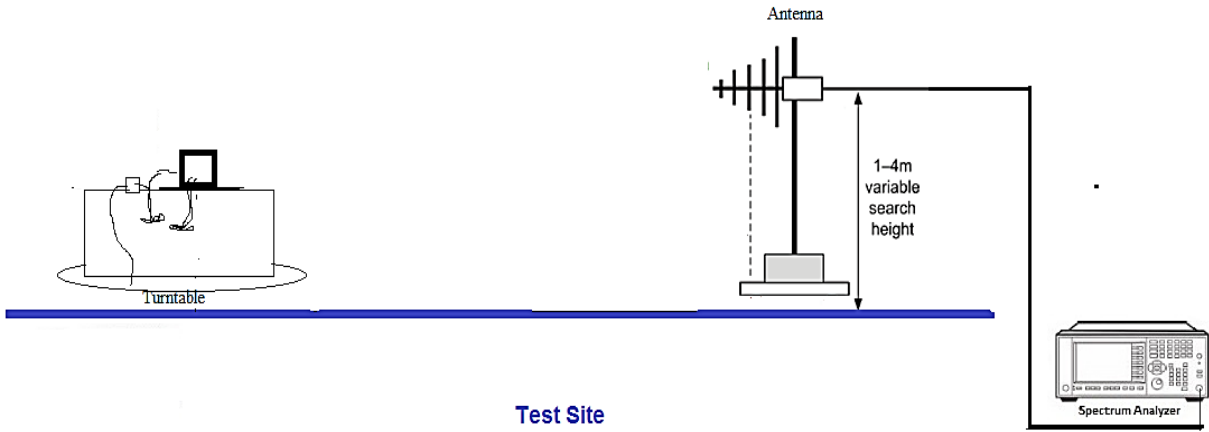 Antenna
1–4m
variable
search
height
Turntable
Spectrum Analyzer
Test Site